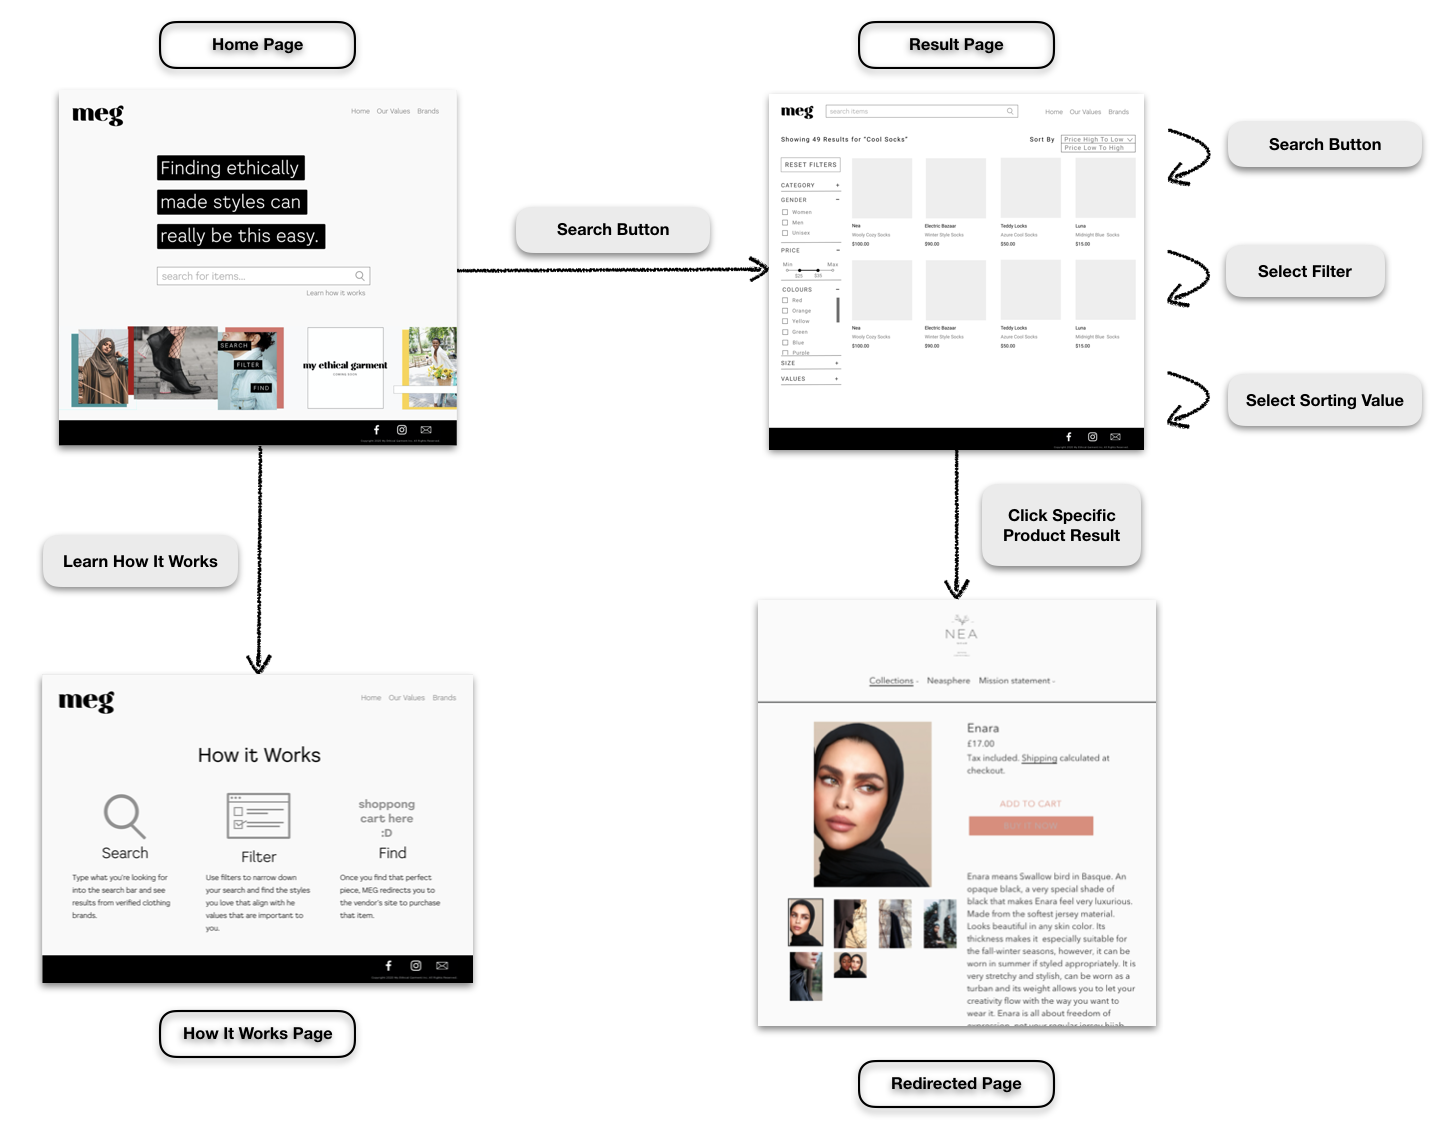 Home Page
meg
Home Our Values Brands
Finding ethically
made styles can
really be this easy.
search for items...
Learn how it works
SEARCH
FILTER
FIND
my ethical garment
COMING SOON
Search Button
Learn How It Works
meg
Home Our Values Brands
How it Works
shoppong
cart here
:D
Search
Filter
Find
Type what you're looking for
into the search bar and see
results from verified clothing
brands.
Use filters to narrow down
your search and find the styles
you love that align with he
values that are important to
you.
Once you find that perfect
piece, MEG redirects you to
the vendor's site to purchase
that item.
How It Works Page
Result Page
meg
search items
Home Our Values Brands
Showing 49 Results for "Cool Socks"
Sort By
Price High To Low
Price Low To High
RESET FILTERS
CATEGORY +
GENDER −
Women
Men
Unisex
PRICE −
Min Max
$25 $35
COLOURS −
Red
Orange
Yellow
Green
Blue
Purple
SIZE +
VALUES +
Nea
Wooly Cozy Socks
$100.00
Electric Bazaar
Winter Style Socks
$90.00
Teddy Locks
Azure Cool Socks
$50.00
Luna
Midnight Blue Socks
$15.00
Nea
Wooly Cozy Socks
$100.00
Electric Bazaar
Winter Style Socks
$90.00
Teddy Locks
Azure Cool Socks
$50.00
Luna
Midnight Blue Socks
$15.00
Search Button
Select Filter
Select Sorting Value
Click Specific
Product Result
NEA
Collections - Neasphere Mission statement -
Enara
£17.00
Tax included. Shipping calculated at
checkout.
ADD TO CART
BUY IT NOW
Enara means Swallow bird in Basque. An
opaque black, a very special shade of
black that makes Enara feel very luxurious.
Made from the softest jersey material.
Looks beautiful in any skin color. Its
thickness makes it especially suitable for
the fall-winter seasons, however, it can be
worn in summer if styled appropriately. It is
very stretchy and stylish, can be worn as a
turban and its weight allows you to let your
creativity flow with the way you want to
wear it. Enara is all about freedom of
expression, not your regular jersey hijab
Redirected Page